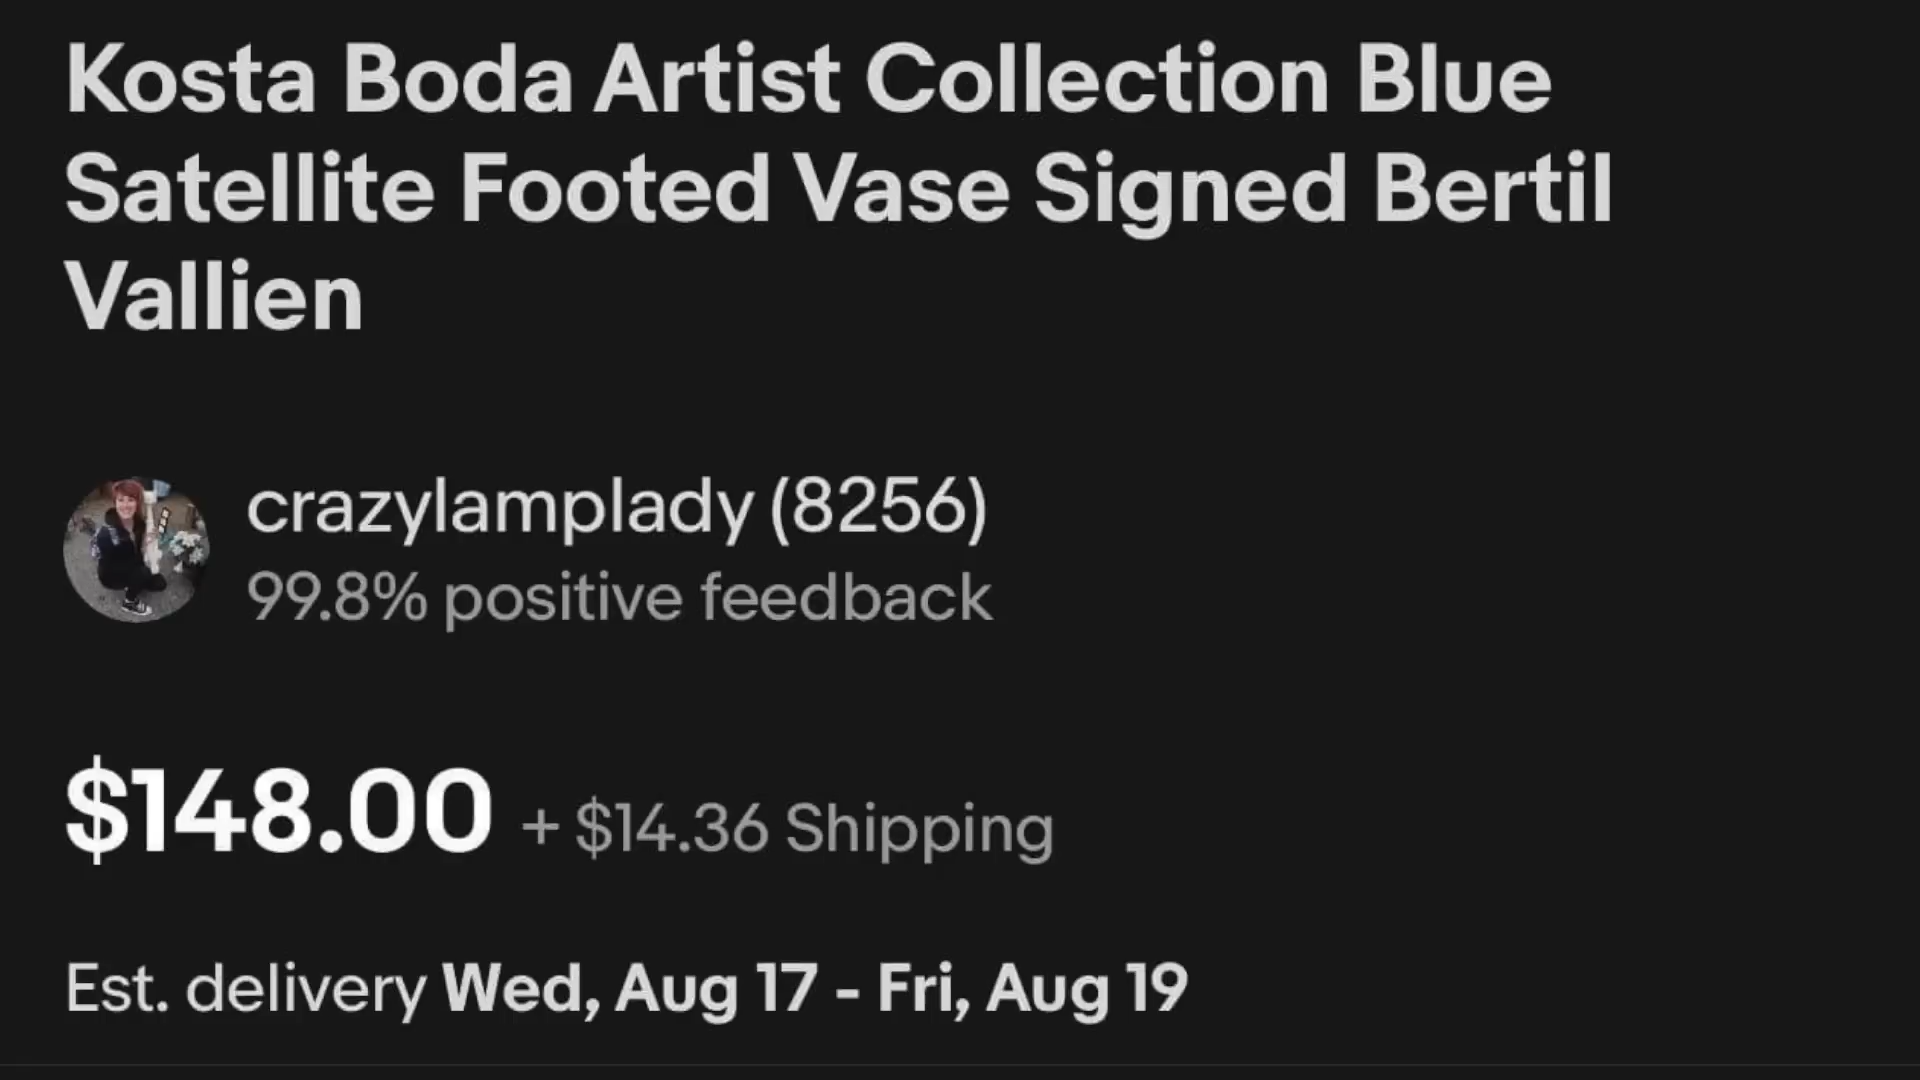 Kosta Boda Artist Collection Blue
Satellite Footed Vase Signed Bertil
Vallien
crazylamplady (8256)
99.8% positive feedback
$148.00 + $14.36 Shipping
Est. delivery Wed, Aug 17 - Fri, Aug 19